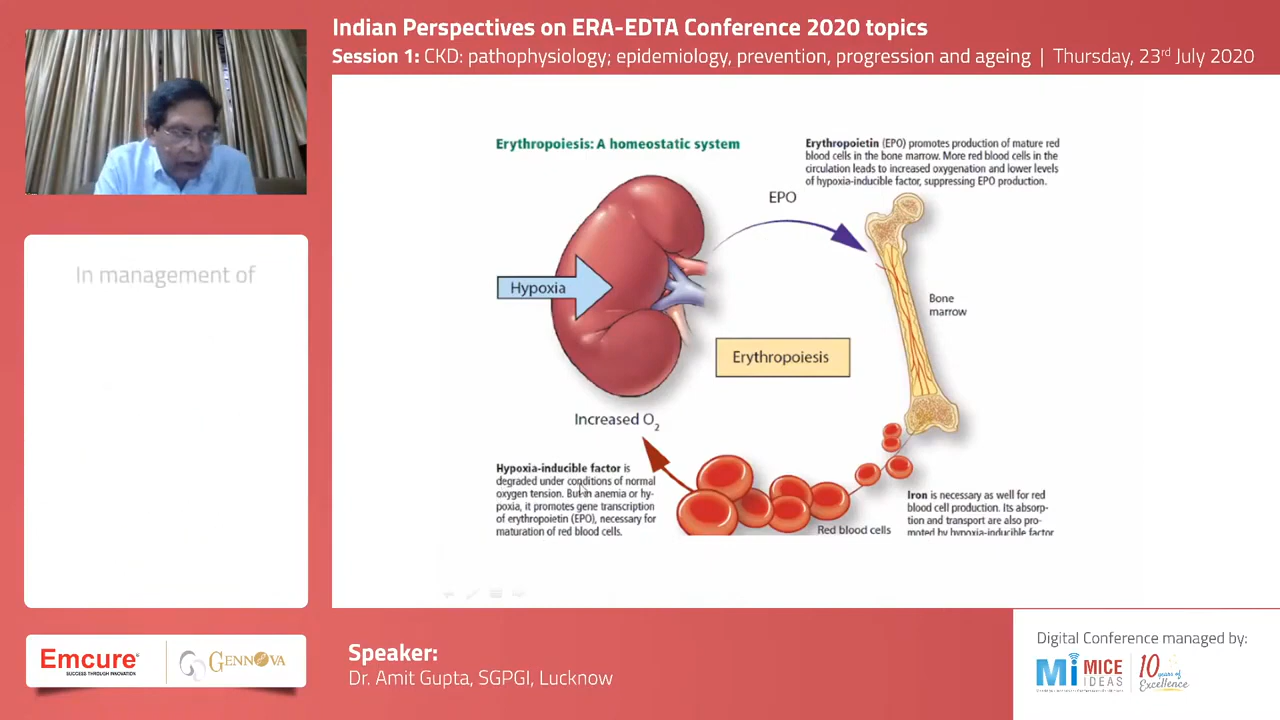 Indian Perspectives on ERA-EDTA Conference 2020 topics
Session 1: CKD: pathophysiology; epidemiology, prevention, progression and ageing | Thursday, 23rd July 2020
In management of
Erythropoiesis: A homeostatic system
Erythropoietin (EPO) promotes production of mature red
blood cells in the bone marrow. More red blood cells in the
circulation leads to increased oxygenation and lower levels
of hypoxia-inducible factor, suppressing EPO production.
EPO
Hypoxia
Bone
marrow
Erythropoiesis
Increased O2
Hypoxia-inducible factor is
degraded under conditions of normal
oxygen tension. But in anemia or hy-
poxia, it promotes gene transcription
of erythropoietin (EPO), necessary for
maturation of red blood cells.
Red blood cells
Iron is necessary as well for red
blood cell production. Its absorp-
tion and transport are also pro-
moted by hypoxia-inducible factor
Emcure
SUCCESS THROUGH INNOVATION
GENNOVA
Speaker:
Dr. Amit Gupta, SGPGI, Lucknow
Digital Conference managed by:
Mi MICE
IDEAS
10 years of
Excellence